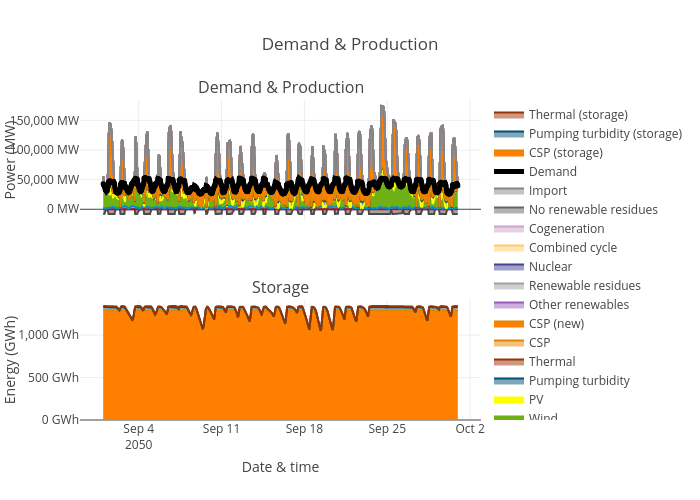 Demand & Production
Demand & Production
Power (MW)
150,000 MW
100,000 MW
50,000 MW
0 MW
Storage
Energy (GWh)
1,000 GWh
500 GWh
0 GWh
Sep 4
2050
Sep 11
Sep 18
Sep 25
Oct 2
Date & time
Thermal (storage)
Pumping turbidity (storage)
CSP (storage)
Demand
Import
No renewable residues
Cogeneration
Combined cycle
Nuclear
Renewable residues
Other renewables
CSP (new)
CSP
Thermal
Pumping turbidity
PV
Wind